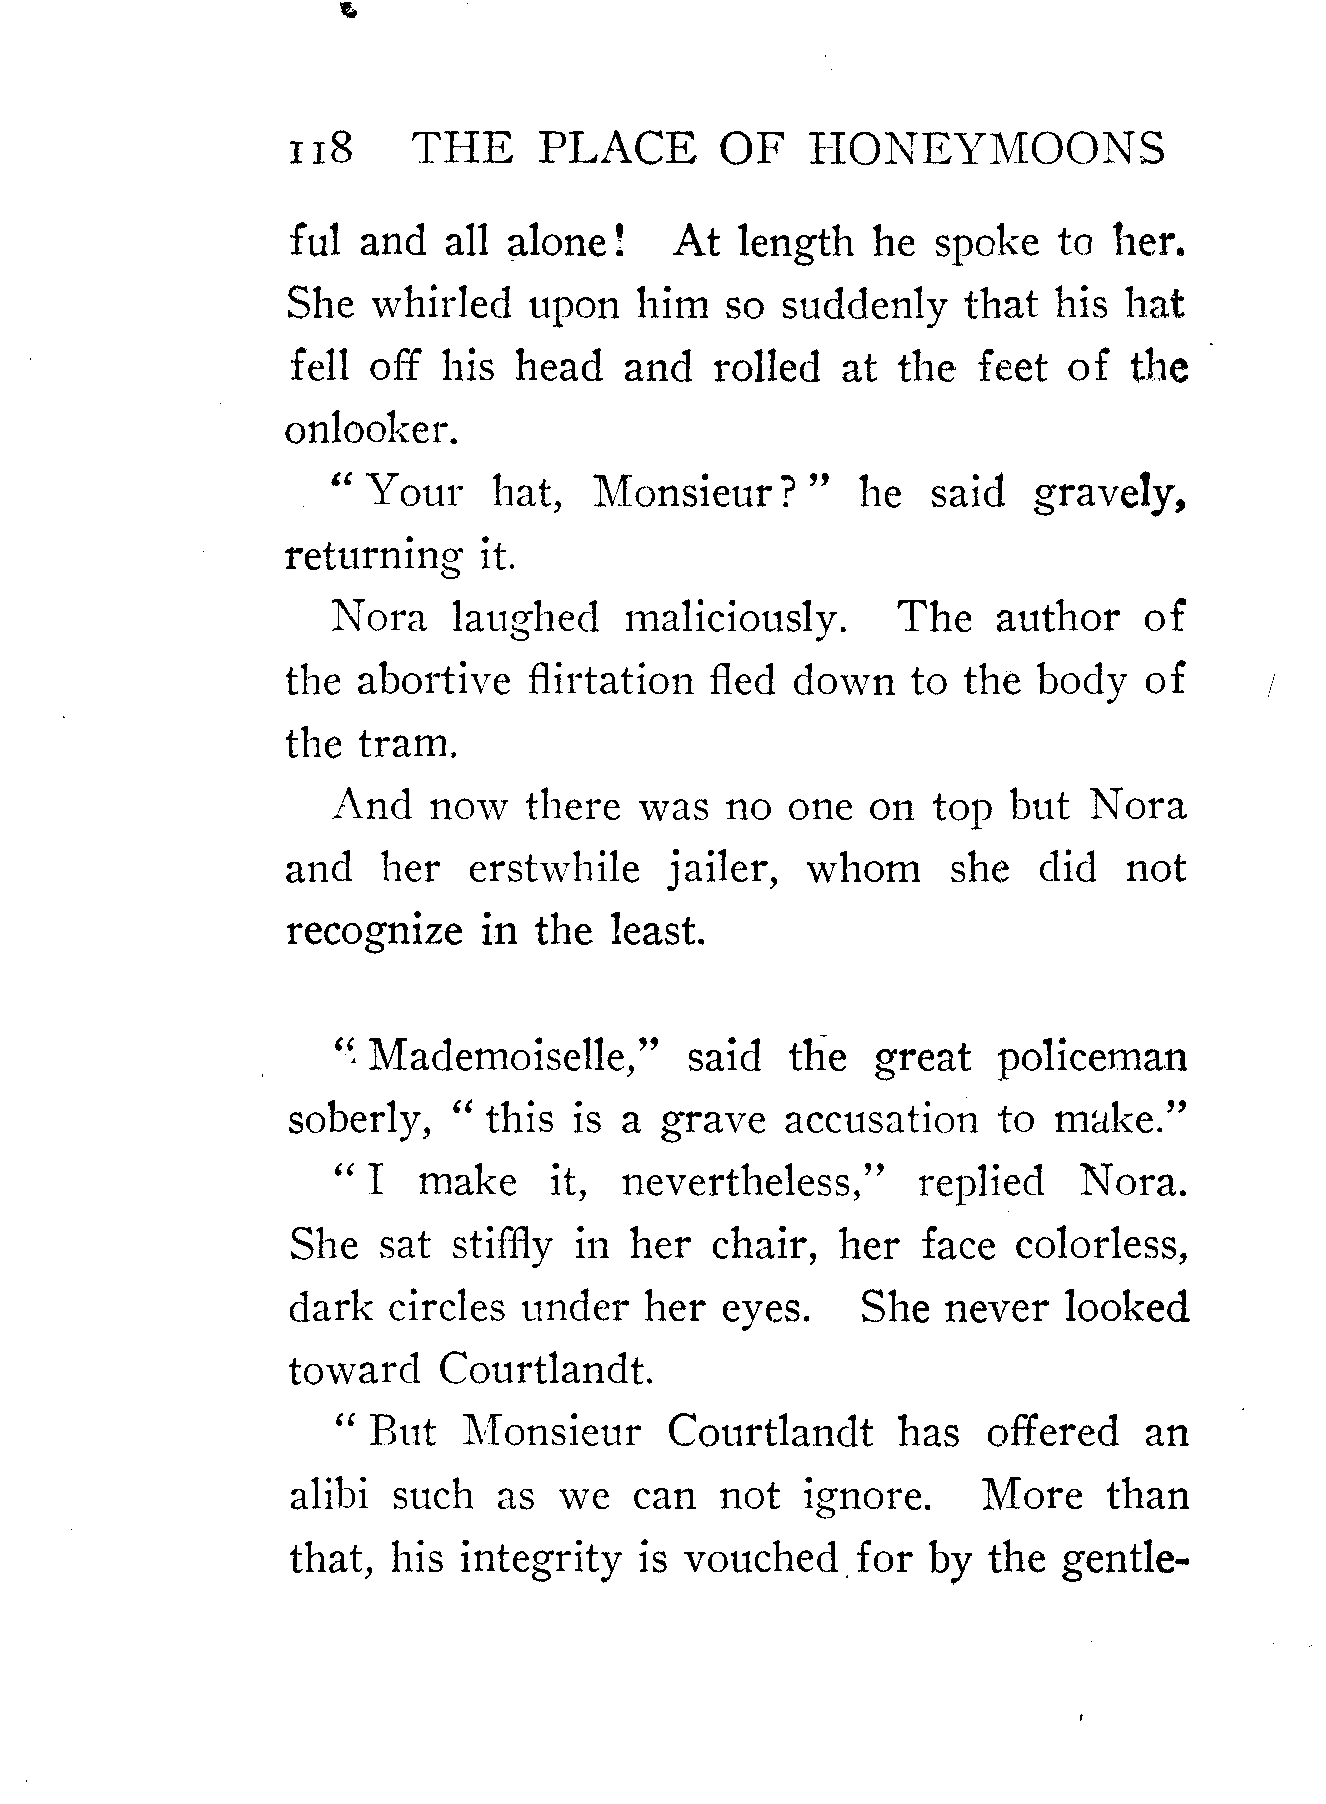 118 THE PLACE OF HONEYMOONS
ful and all alone! At length he spoke to her.
She whirled upon him so suddenly that his hat
fell off his head and rolled at the feet of the
onlooker.
" Your hat, Monsieur? " he said gravely,
returning it.
Nora laughed maliciously. The author of
the abortive flirtation fled down to the body of
the tram.
And now there was no one on top but Nora
and her erstwhile jailer, whom she did not
recognize in the least.
" Mademoiselle," said the great policeman
soberly, " this is a grave accusation to make."
" I make it, nevertheless," replied Nora.
She sat stiffly in her chair, her face colorless,
dark circles under her eyes. She never looked
toward Courtlandt.
" But Monsieur Courtlandt has offered an
alibi such as we can not ignore. More than
that, his integrity is vouched for by the gentle-